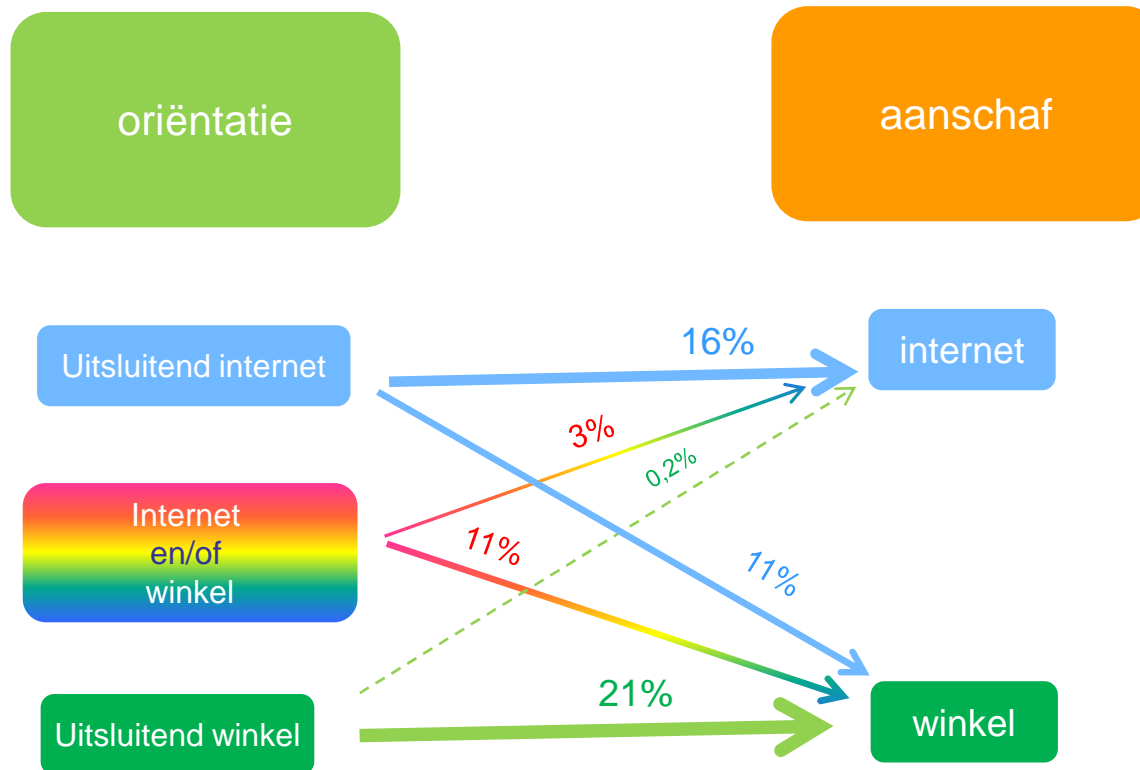 oriëntatie
aanschaf
Uitsluitend internet
16%
internet
3%
0,2%
Internet
en/of
winkel
11%
11%
Uitsluitend winkel
21%
winkel